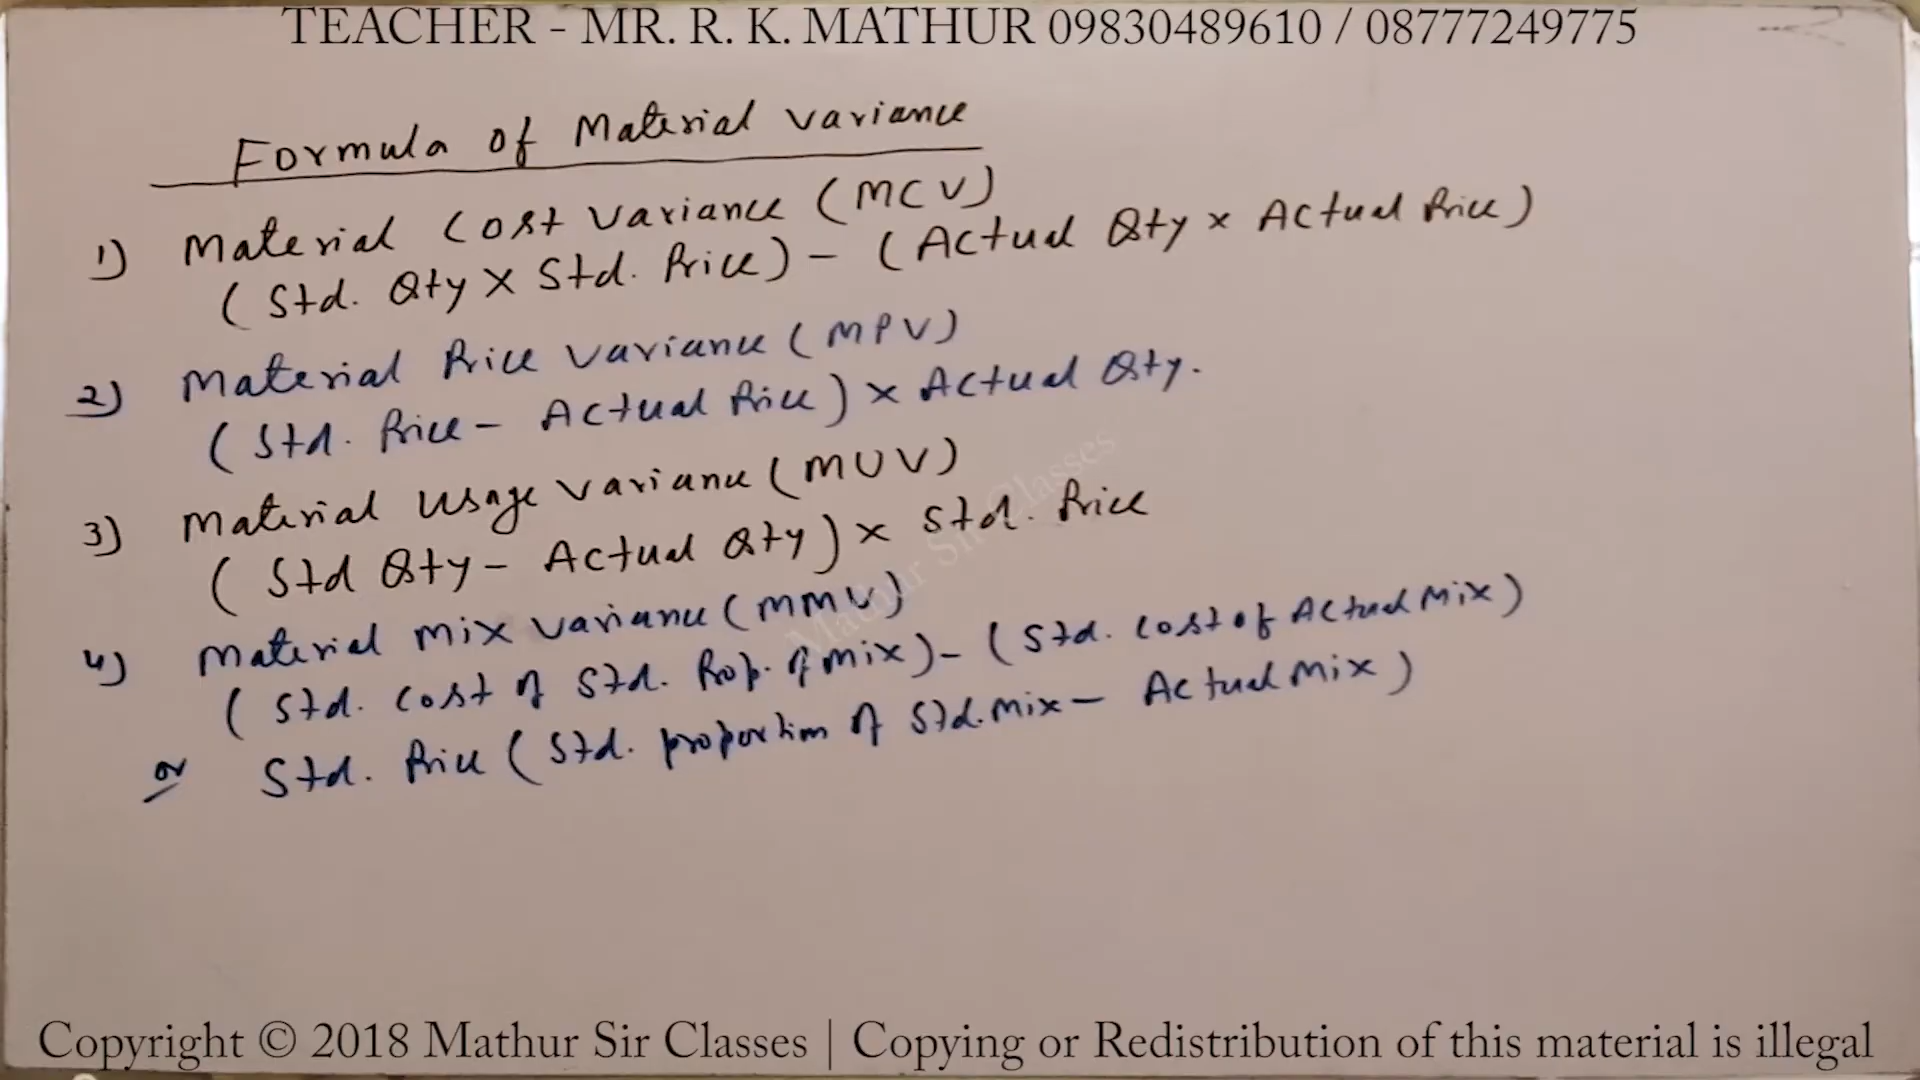 TEACHER - MR. R. K. MATHUR 09830489610 / 08777249775
Formula of Material Variance
1) Material Cost Variance (MCV)
(Std. Qty X Std. Price) - (Actual Qty x Actual Price)
2) Material Price Variance (MPV)
(Std. Price - Actual Price) x Actual Qty.
3) Material Usage Variance (MUV)
(Std Qty - Actual Qty) x Std. Price
4) Material Mix Variance (MMV)
(Std. Cost of Std. Prop. of Mix) - (Std. Cost of Actual Mix)
or Std. Price (Std. proportion of Std. Mix - Actual Mix)
Mathur Sir Classes
Copyright © 2018 Mathur Sir Classes | Copying or Redistribution of this material is illegal